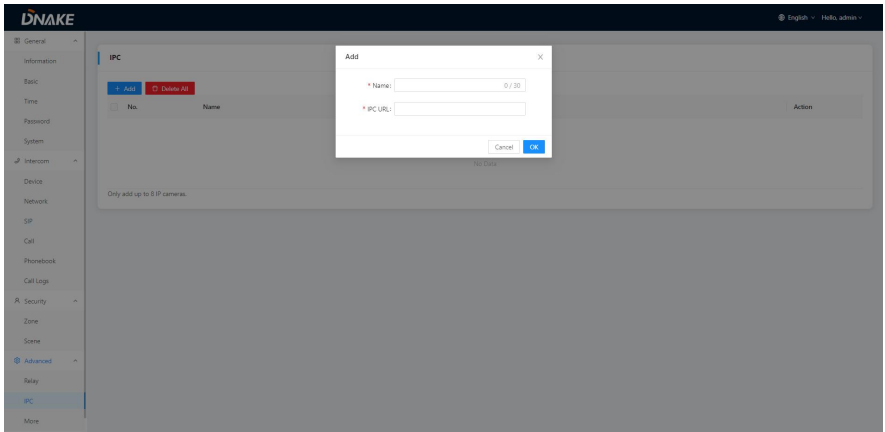 DNAKE
English
Hello, admin
General
Information
Basic
Time
Password
System
Intercom
Device
Network
SIP
Call
Phonebook
Call Logs
Security
Zone
Scene
Advanced
Relay
IPC
More
IPC
+ Add
Delete All
No.
Name
Action
No Data
Only add up to 8 IP cameras.
Add
* Name:
0 / 30
* IPC URL:
Cancel
OK